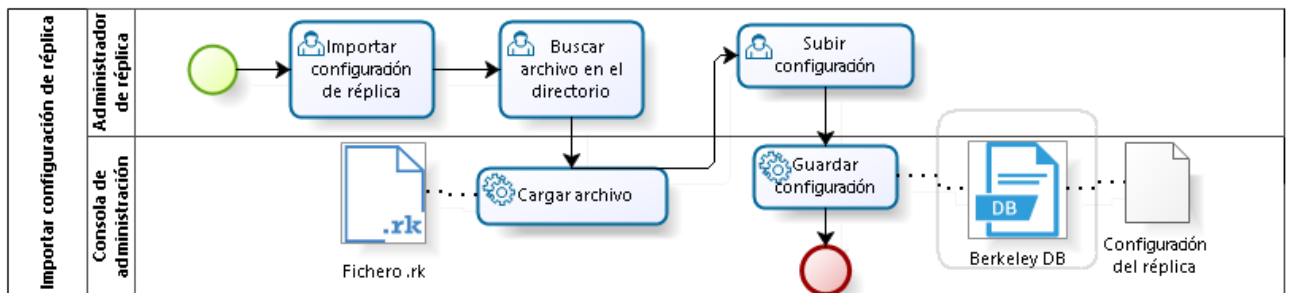 Importar configuración de réplica
Administrador
de réplica
Importar
configuración
de réplica
Buscar
archivo en el
directorio
Subir
configuración
Consola de
administración
.rk
Fichero .rk
Cargar archivo
Guardar
configuración
DB
Berkeley DB
Configuración
del réplica